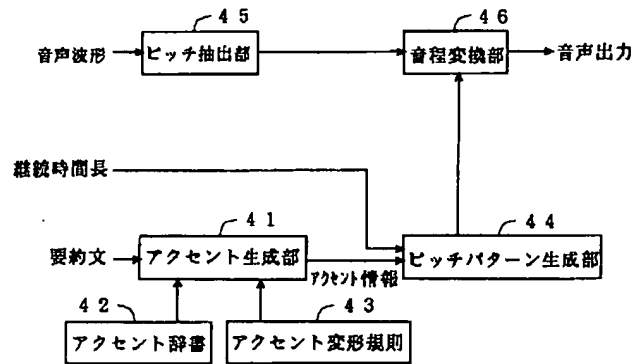 ４５
４６
音声波形
ピッチ抽出部
音程変換部
音声出力
継続時間長
４１
４４
要約文
アクセント生成部
アクセント情報
ピッチパターン生成部
４２
４３
アクセント辞書
アクセント変形規則